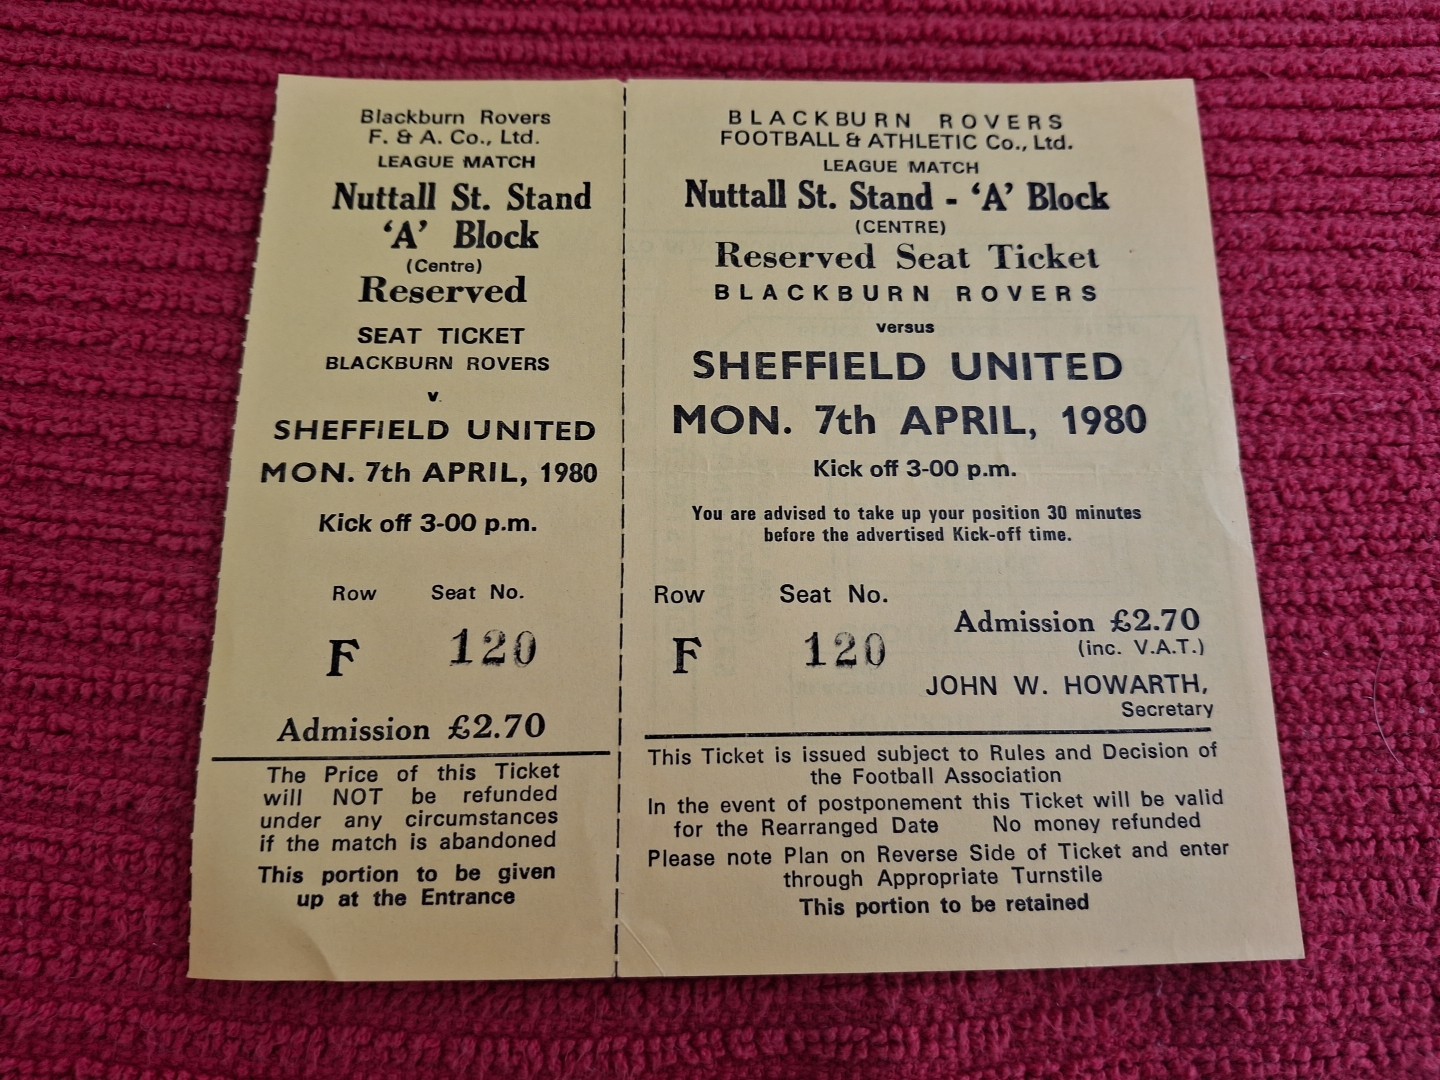 Blackburn Rovers
F. & A. Co., Ltd.
LEAGUE MATCH
Nuttall St. Stand
'A' Block
(Centre)
Reserved
SEAT TICKET
BLACKBURN ROVERS
v.
SHEFFIELD UNITED
MON. 7th APRIL, 1980
Kick off 3-00 p.m.
Row Seat No.
F 120
Admission £2.70
The Price of this Ticket
will NOT be refunded
under any circumstances
if the match is abandoned
This portion to be given
up at the Entrance
BLACKBURN ROVERS
FOOTBALL & ATHLETIC Co., Ltd.
LEAGUE MATCH
Nuttall St. Stand - 'A' Block
(CENTRE)
Reserved Seat Ticket
BLACKBURN ROVERS
versus
SHEFFIELD UNITED
MON. 7th APRIL, 1980
Kick off 3-00 p.m.
You are advised to take up your position 30 minutes
before the advertised Kick-off time.
Row Seat No.
F 120
Admission £2.70
(inc. V.A.T.)
JOHN W. HOWARTH,
Secretary
This Ticket is issued subject to Rules and Decision of
the Football Association
In the event of postponement this Ticket will be valid
for the Rearranged Date No money refunded
Please note Plan on Reverse Side of Ticket and enter
through Appropriate Turnstile
This portion to be retained